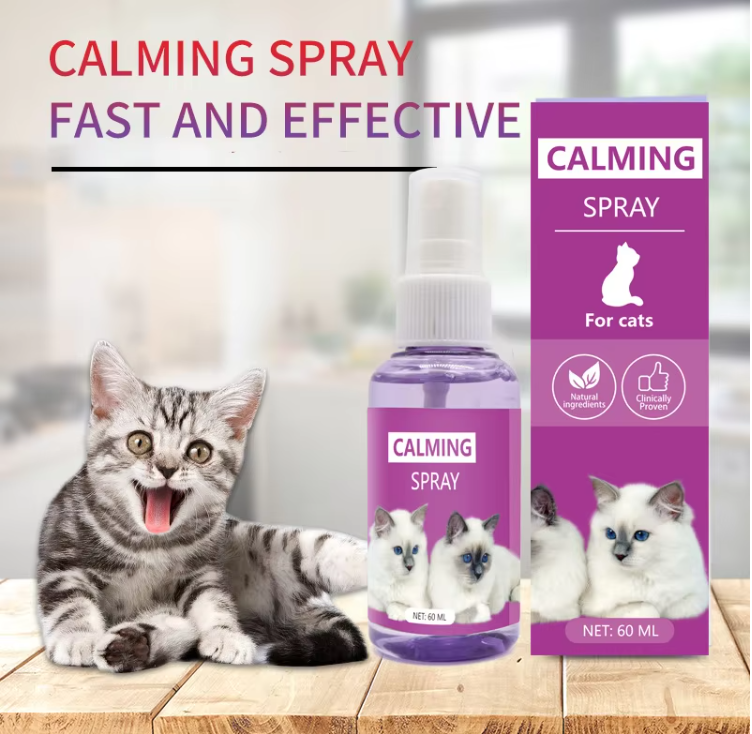 CALMING SPRAY
FAST AND EFFECTIVE
CALMING
SPRAY
For cats
Natural
ingredients
Clinically
Proven
NET: 60 ML
CALMING
SPRAY
NET: 60 ML